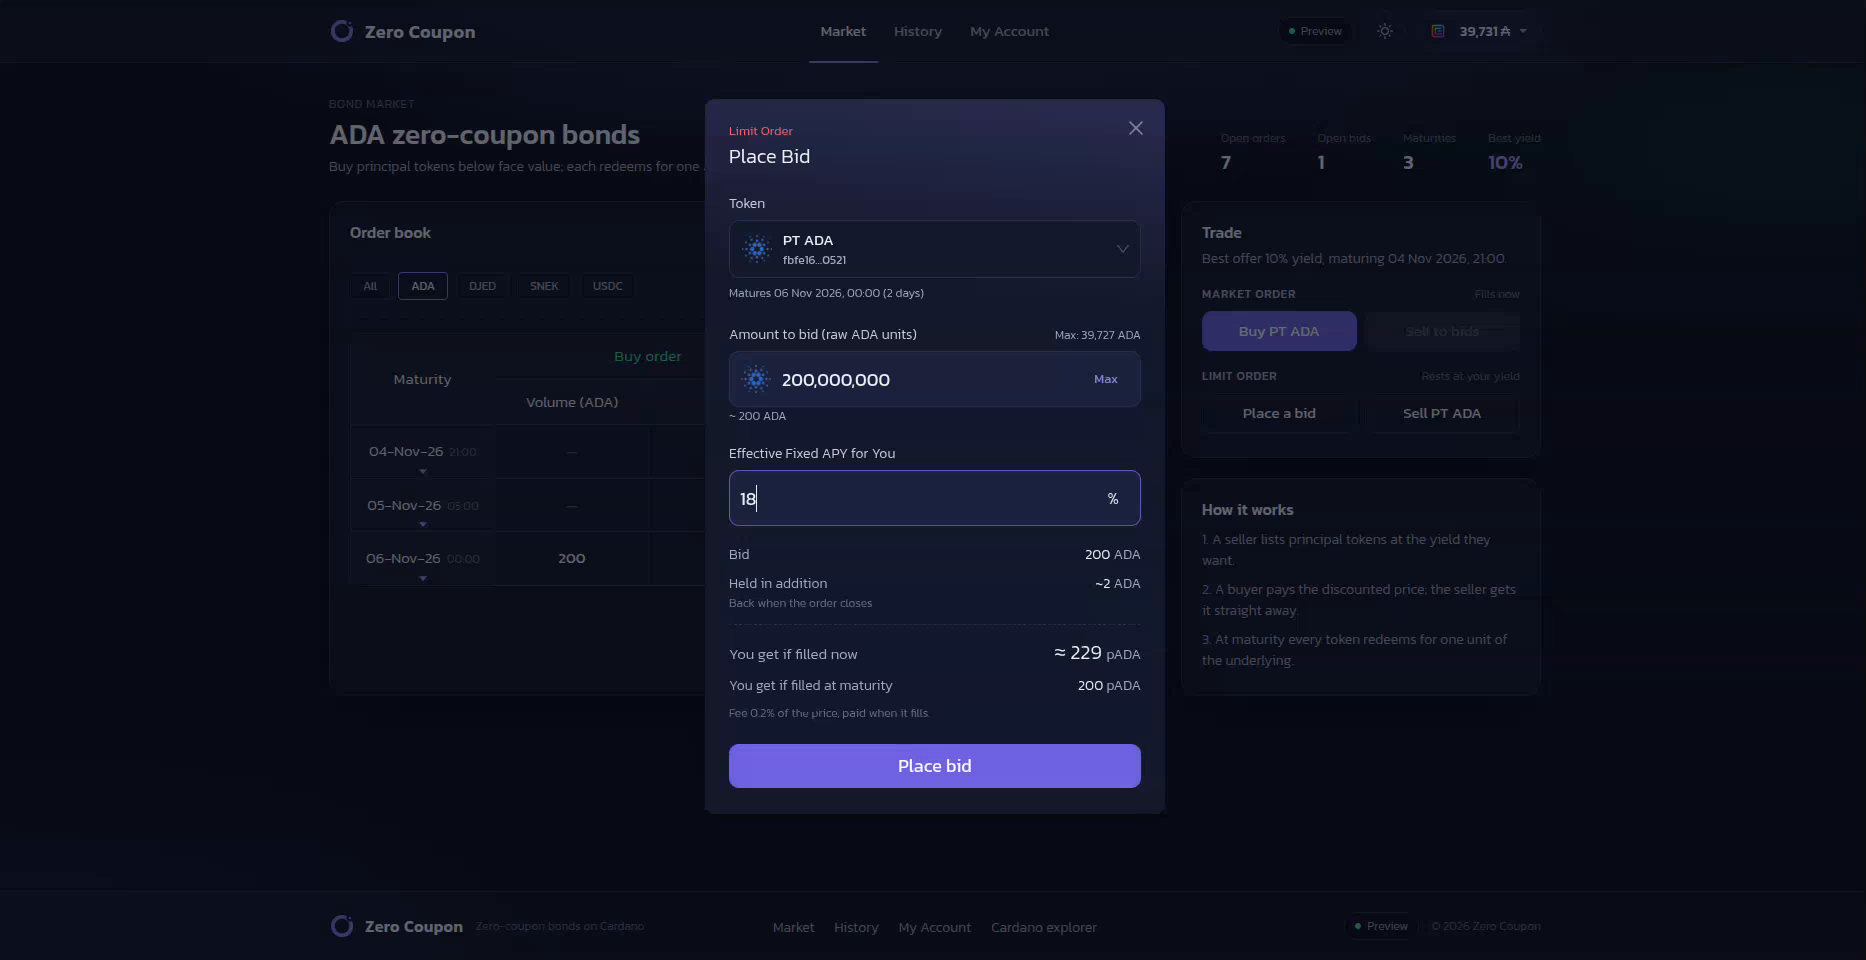 Zero Coupon
Market
History
My Account
Preview
39,731 ₳
BOND MARKET
ADA zero-coupon bonds
Buy principal tokens below face value; each redeems for one
Open orders
7
Open bids
1
Maturities
3
Best yield
10%
Order book
All
ADA
DJED
SNEK
USDC
Maturity
Buy order
Volume (ADA)
04-Nov-26 21:00
—
05-Nov-26 05:00
—
06-Nov-26 00:00
200
Limit Order
Place Bid
Token
PT ADA
fbfe16...0521
Matures 06 Nov 2026, 00:00 (2 days)
Amount to bid (raw ADA units)
Max: 39,727 ADA
200,000,000
Max
~ 200 ADA
Effective Fixed APY for You
18
%
Bid
200 ADA
Held in addition
~2 ADA
Back when the order closes
You get if filled now
≈ 229 pADA
You get if filled at maturity
200 pADA
Fee 0.2% of the price, paid when it fills.
Place bid
Trade
Best offer 10% yield, maturing 04 Nov 2026, 21:00.
MARKET ORDER
Fills now
Buy PT ADA
Sell to bids
LIMIT ORDER
Rests at your yield
Place a bid
Sell PT ADA
How it works
1. A seller lists principal tokens at the yield they
want.
2. A buyer pays the discounted price; the seller gets
it straight away.
3. At maturity every token redeems for one unit of
the underlying.
Zero Coupon
Zero-coupon bonds on Cardano
Market
History
My Account
Cardano explorer
Preview
© 2026 Zero Coupon